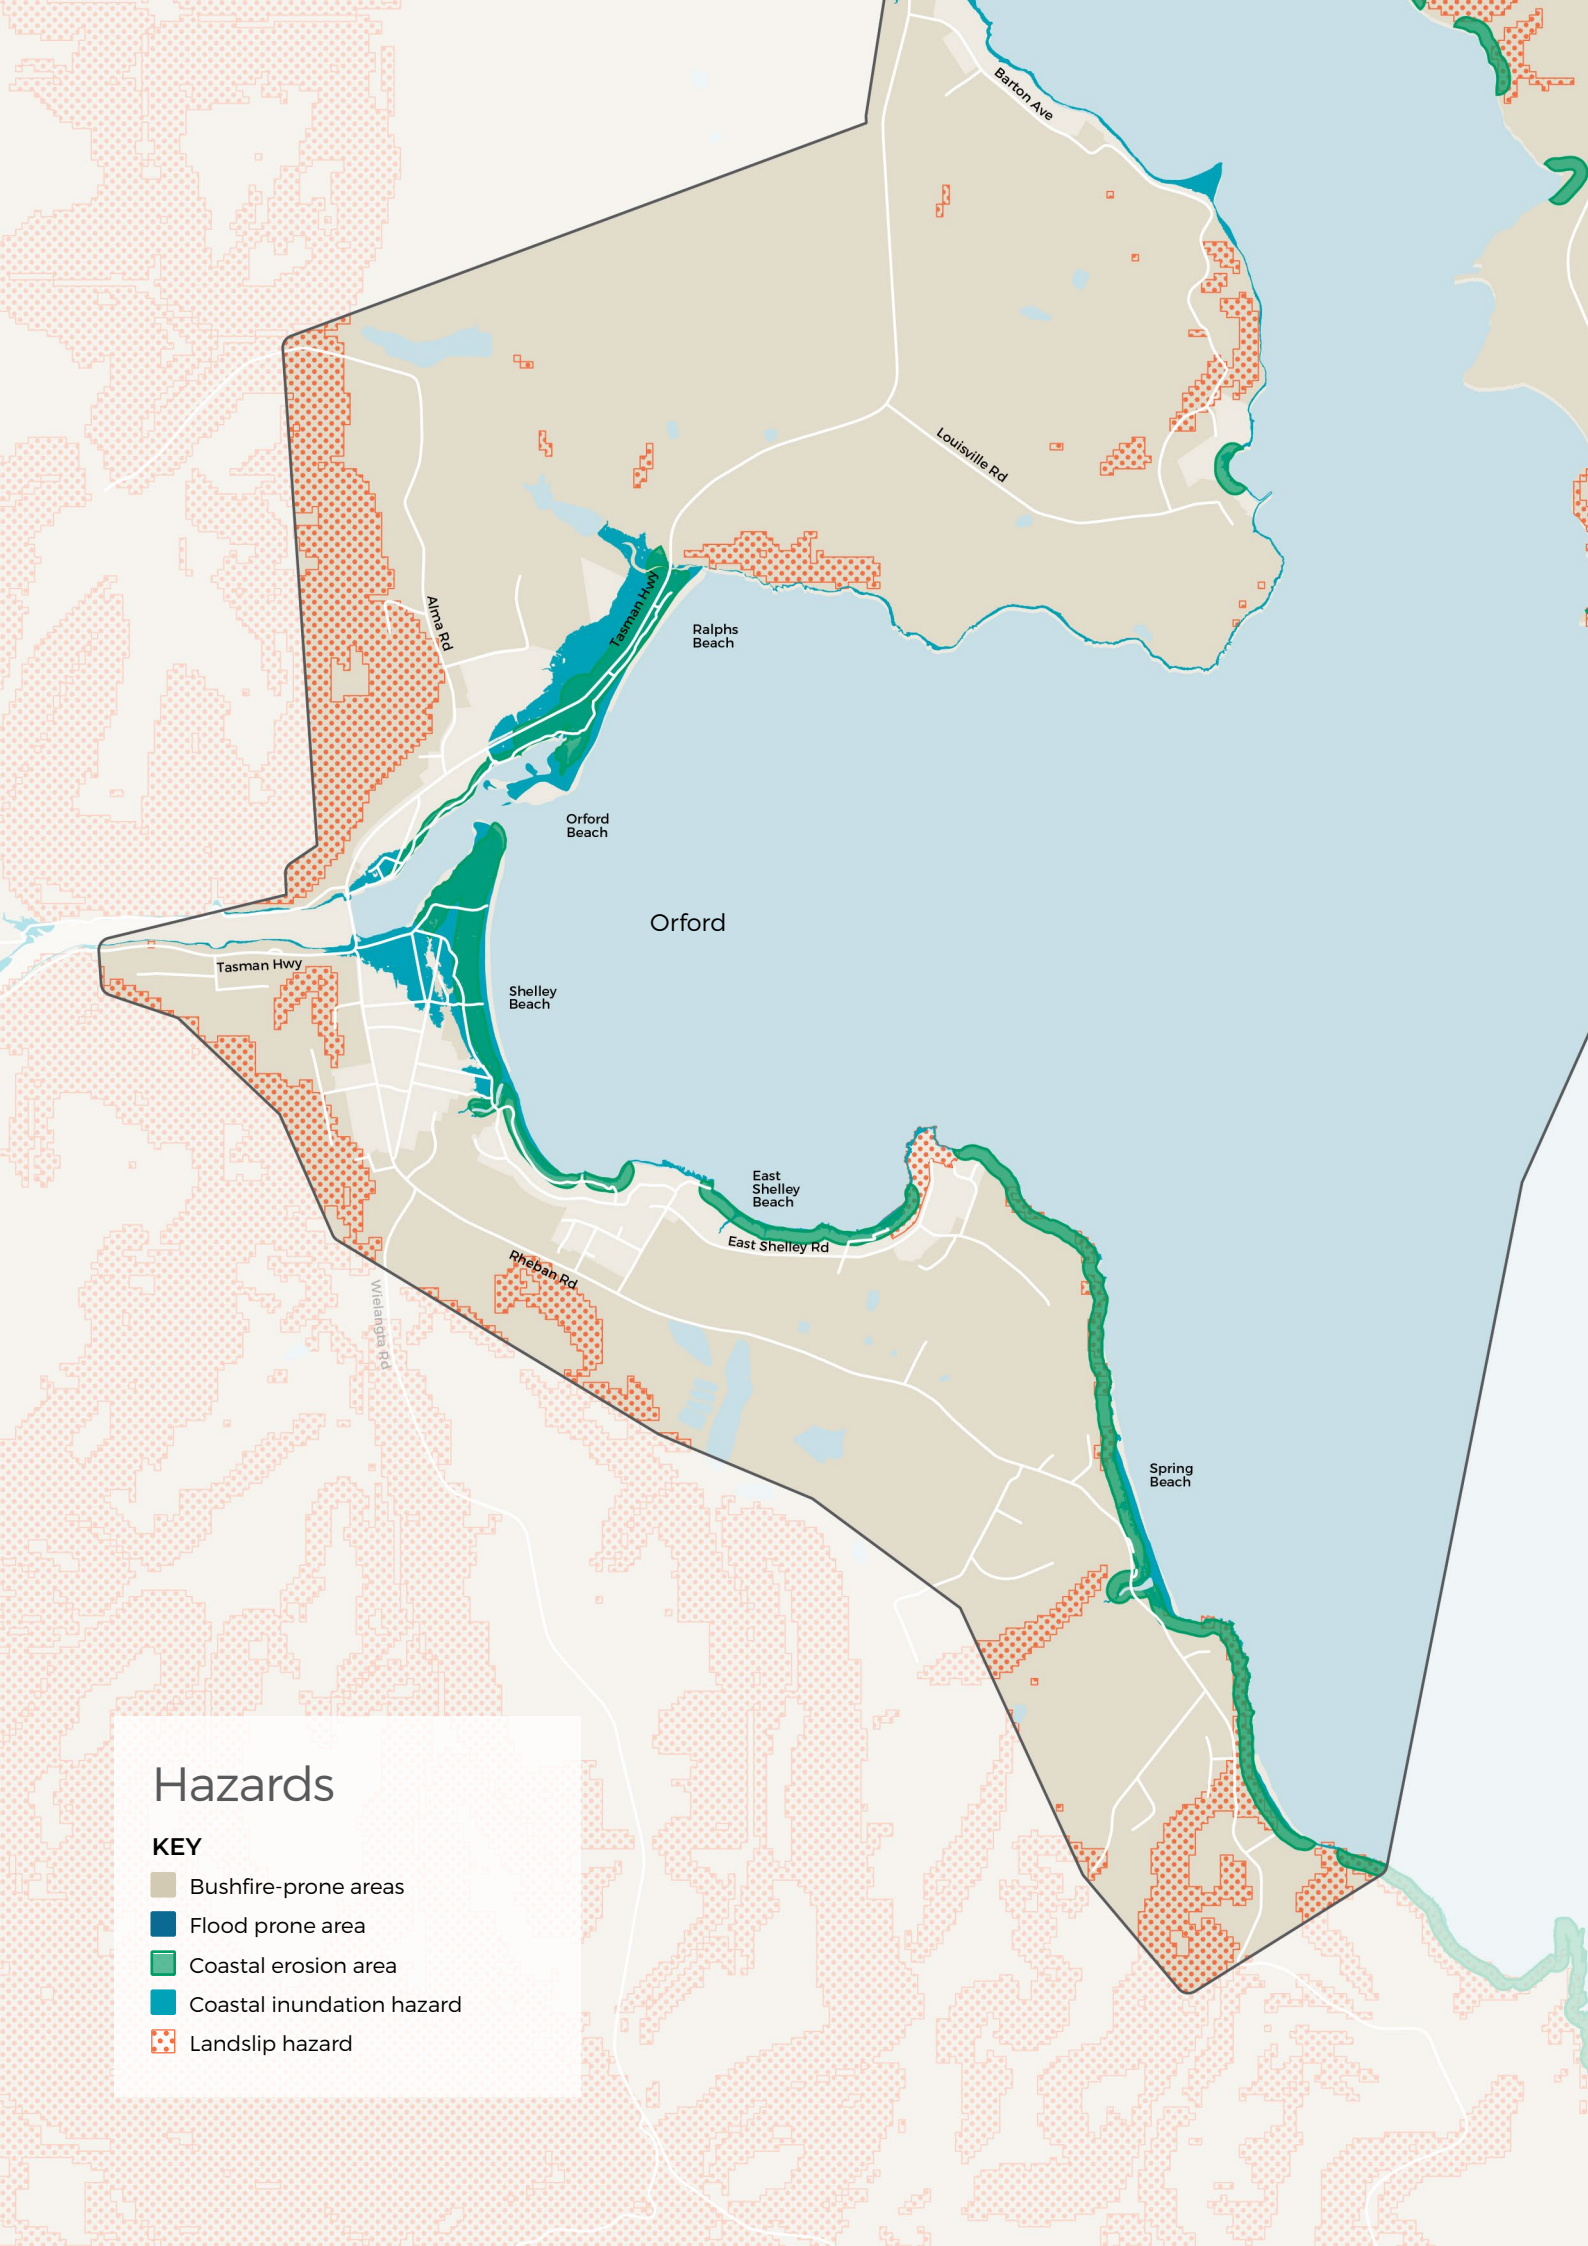 Barton Ave
Louisville Rd
Tasman Hwy
Alma Rd
Ralphs
Beach
Orford
Beach
Orford
Tasman Hwy
Shelley
Beach
East
Shelley
Beach
East Shelley Rd
Rheban Rd
Wielangta Rd
Spring
Beach
Hazards
KEY
Bushfire-prone areas
Flood prone area
Coastal erosion area
Coastal inundation hazard
Landslip hazard